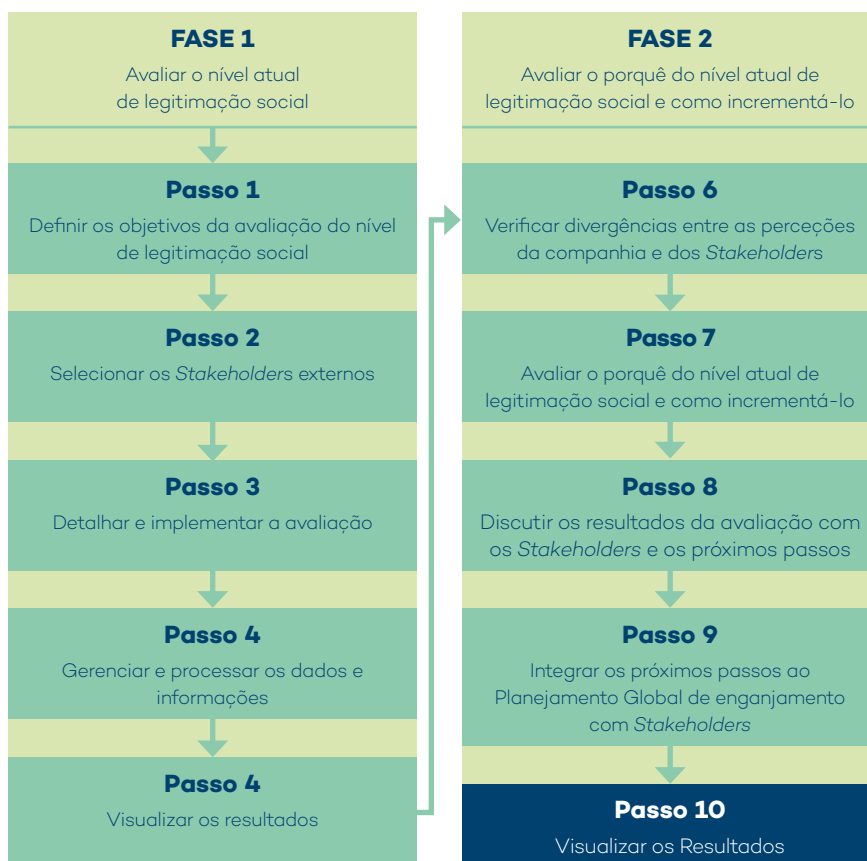 FASE 1
Avaliar o nível atual
de legitimação social
Passo 1
Definir os objetivos da avaliação do nível
de legitimação social
Passo 2
Selecionar os Stakeholders externos
Passo 3
Detalhar e implementar a avaliação
Passo 4
Gerenciar e processar os dados e
informações
Passo 4
Visualizar os resultados
FASE 2
Avaliar o porquê do nível atual de
legitimação social e como incrementá-lo
Passo 6
Verificar divergências entre as perceções
da companhia e dos Stakeholders
Passo 7
Avaliar o porquê do nível atual de
legitimação social e como incrementá-lo
Passo 8
Discutir os resultados da avaliação com
os Stakeholders e os próximos passos
Passo 9
Integrar os próximos passos ao
Planejamento Global de enganjamento
com Stakeholders
Passo 10
Visualizar os Resultados